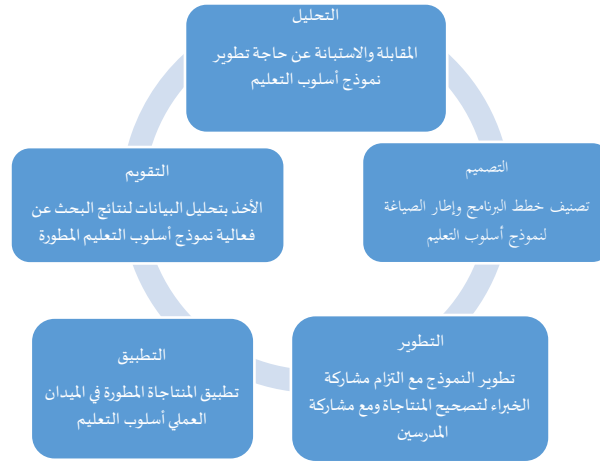 التحليل
المقابلة والاستبانة عن حاجة تطوير
نموذج أسلوب التعليم
التصميم
تصنيف خطط البرنامج وإطار الصياغة
لنموذج أسلوب التعليم
التطوير
تطوير النموذج مع التزام مشاركة
الخبراء لتصحيح المنتاجاة ومع مشاركة
المدرسين
التطبيق
تطبيق المنتاجاة المطورة في الميدان
العملي أسلوب التعليم
التقويم
الأخذ بتحليل البيانات لنتائج البحث عن
فعالية نموذج أسلوب التعليم المطورة